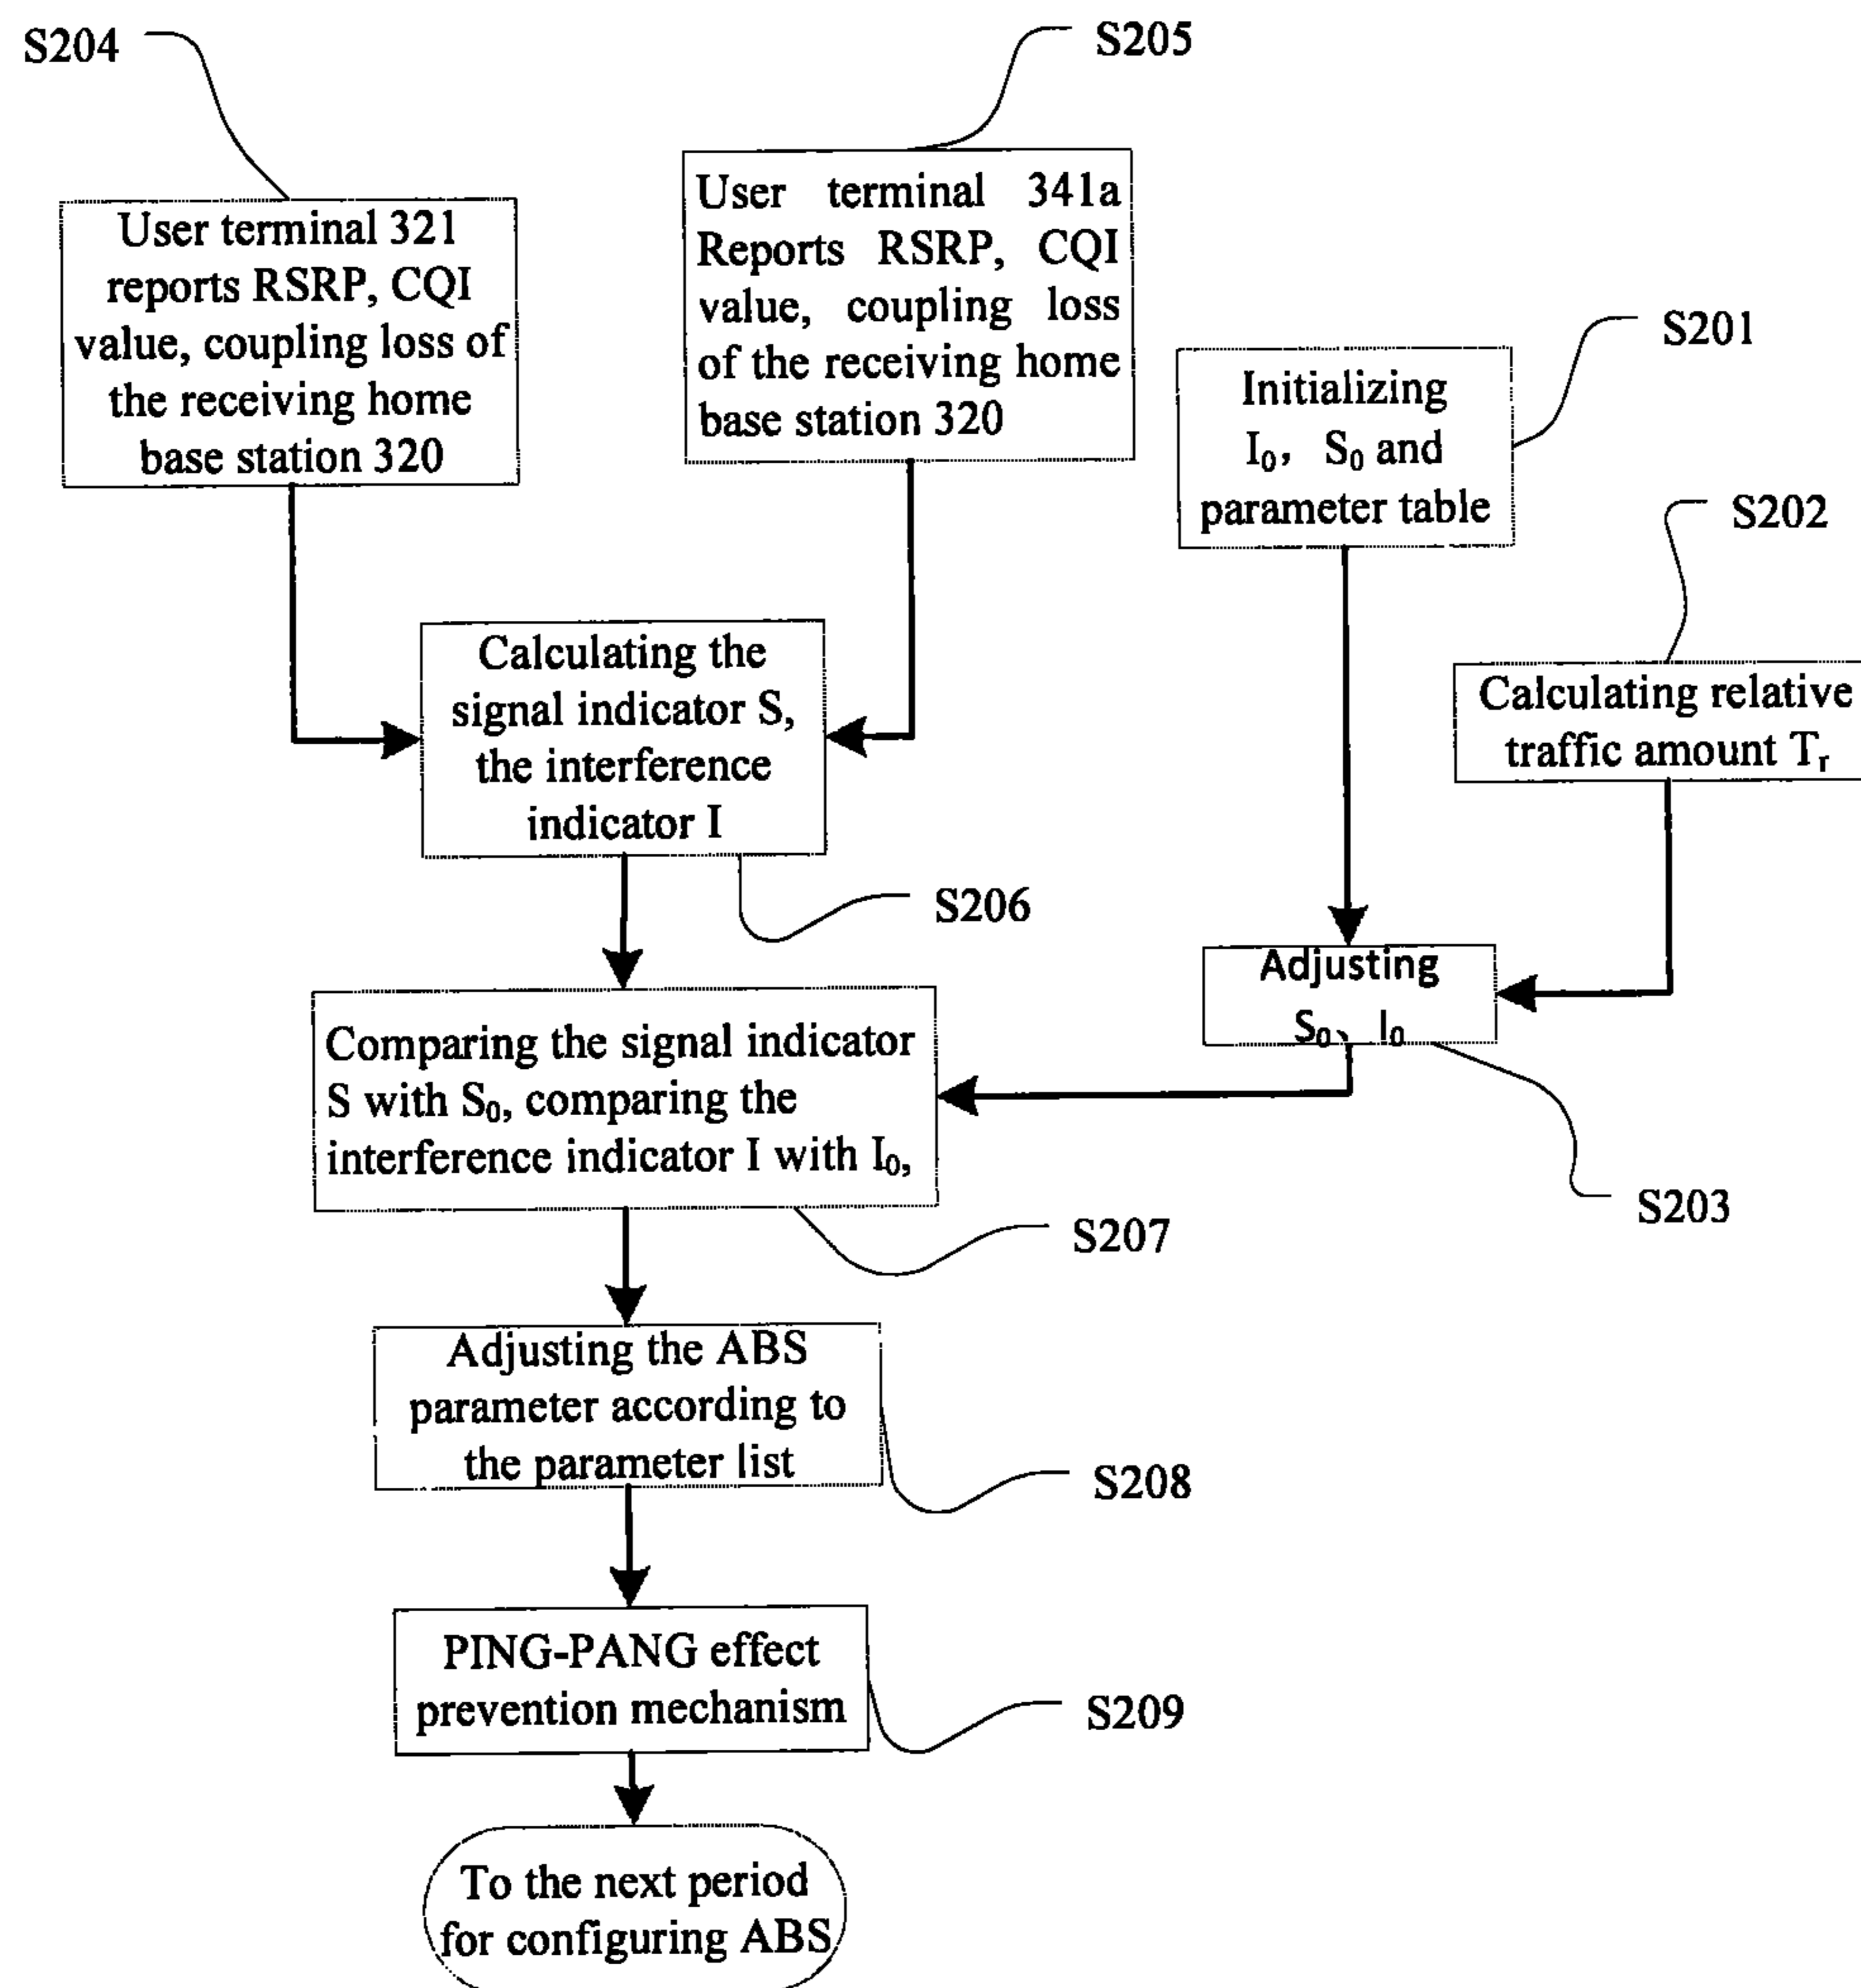 S204
S205
User terminal 321
reports RSRP, CQI
value, coupling loss of
the receiving home
base station 320
User terminal 341a
Reports RSRP, CQI
value, coupling loss
of the receiving home
base station 320
S201
Initializing
I₀, S₀ and
parameter table
S202
Calculating relative
traffic amount Tᵣ
Calculating the
signal indicator S,
the interference
indicator I
S206
Adjusting
S₀、I₀
S203
Comparing the signal indicator
S with S₀, comparing the
interference indicator I with I₀,
S207
Adjusting the ABS
parameter according to
the parameter list
S208
PING-PANG effect
prevention mechanism
S209
To the next period
for configuring ABS